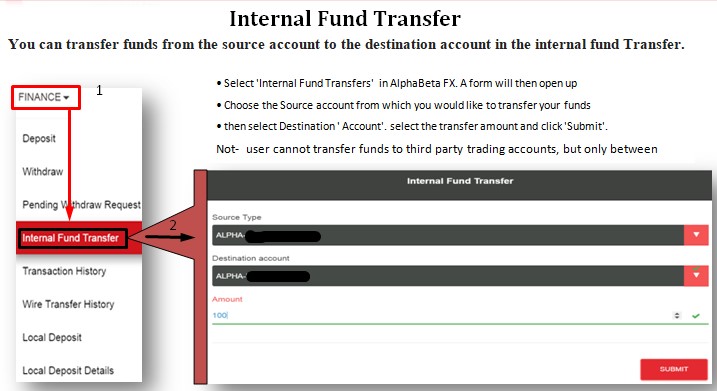 Internal Fund Transfer
You can transfer funds from the source account to the destination account in the internal fund Transfer.
• Select 'Internal Fund Transfers' in AlphaBeta FX. A form will then open up
• Choose the Source account from which you would like to transfer your funds
• then select Destination ' Account'. select the transfer amount and click 'Submit'.
Not- user cannot transfer funds to third party trading accounts, but only between
1
FINANCE
Deposit
Withdraw
Pending Withdraw Request
Internal Fund Transfer
Transaction History
Wire Transfer History
Local Deposit
Local Deposit Details
2
Internal Fund Transfer
Source Type
ALPHA-
Destination account
ALPHA-
Amount
100
SUBMIT